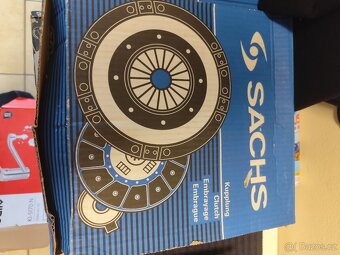 SACHS
Kupplung
Clutch
Embrayage
Embrague